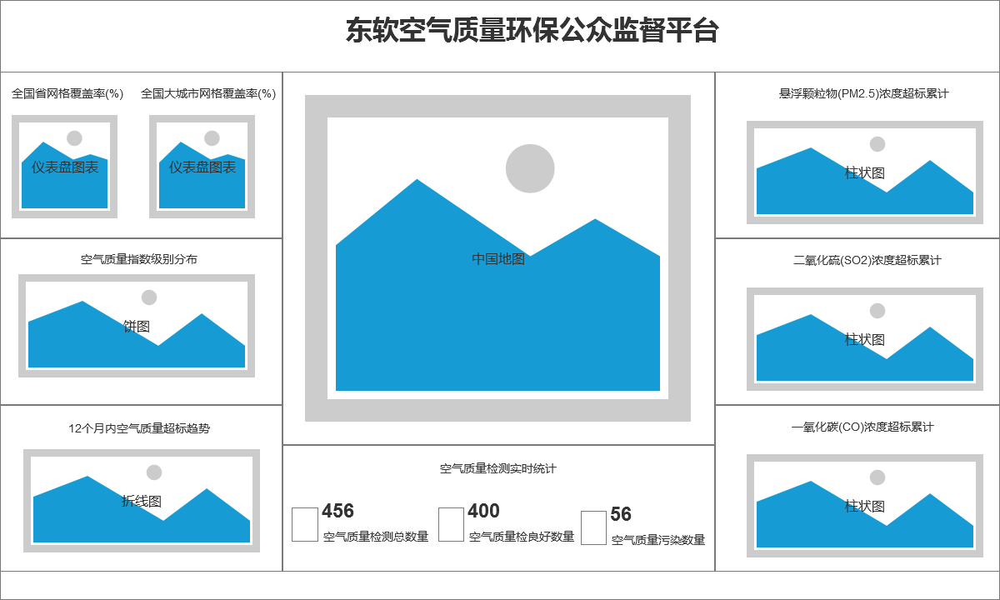 东软空气质量环保公众监督平台
全国省网格覆盖率(%)
全国大城市网格覆盖率(%)
仪表盘图表
仪表盘图表
空气质量指数级别分布
饼图
12个月内空气质量超标趋势
折线图
中国地图
空气质量检测实时统计
456
空气质量检测总数量
400
空气质量检良好数量
56
空气质量污染数量
悬浮颗粒物(PM2.5)浓度超标累计
柱状图
二氧化硫(SO2)浓度超标累计
柱状图
一氧化碳(CO)浓度超标累计
柱状图